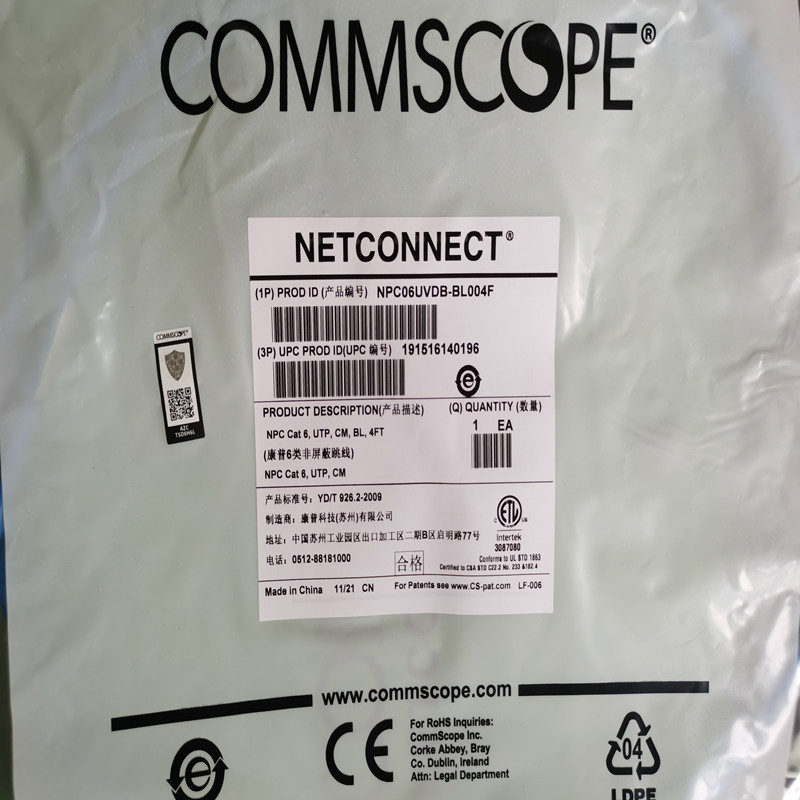 COMMSCOPE®
NETCONNECT®
(1P) PROD ID (产品编号) NPC06UVDB-BL004F
(3P) UPC PROD ID(UPC 编号) 191516140196
e
COMMSCOPE
AZC
PRODUCT DESCRIPTION(产品描述) (Q) QUANTITY (数量)
NPC Cat 6, UTP, CM, BL, 4FT 1 EA
(康普6类非屏蔽跳线)
NPC Cat 6, UTP, CM
产品标准号: YD/T 926.2-2009
制造商: 康普科技(苏州)有限公司
地址: 中国苏州工业园区出口加工区二期B区启明路77号
电话: 0512-88181000
合格
c ETL us
Intertek
3087080
Conforms to UL STD 1863
Certified to CSA STD C22.2 No. 233 &182.4
Made in China 11/21 CN For Patents see www.CS-pat.com LF-006
www.commscope.com
e
CE
For RoHS Inquiries:
CommScope Inc.
Corke Abbey, Bray
Co. Dublin, Ireland
Attn: Legal Department
04
LDPE